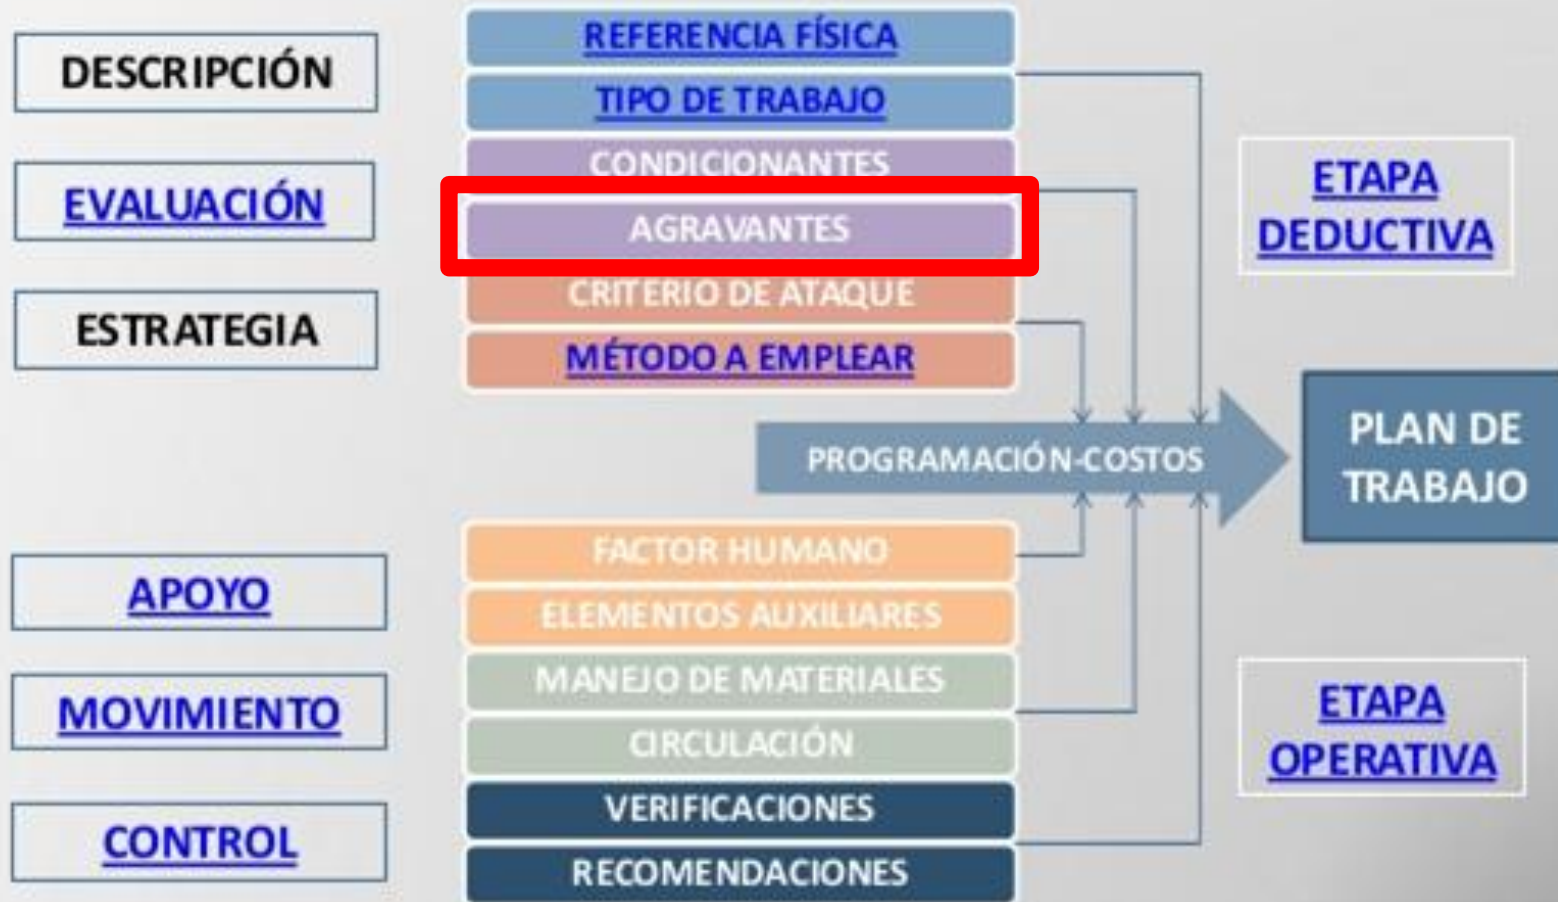 DESCRIPCIÓN
REFERENCIA FÍSICA
TIPO DE TRABAJO
EVALUACIÓN
CONDICIONANTES
AGRAVANTES
ESTRATEGIA
CRITERIO DE ATAQUE
MÉTODO A EMPLEAR
ETAPA
DEDUCTIVA
PROGRAMACIÓN-COSTOS
PLAN DE
TRABAJO
APOYO
FACTOR HUMANO
ELEMENTOS AUXILIARES
MOVIMIENTO
MANEJO DE MATERIALES
CIRCULACIÓN
CONTROL
VERIFICACIONES
RECOMENDACIONES
ETAPA
OPERATIVA